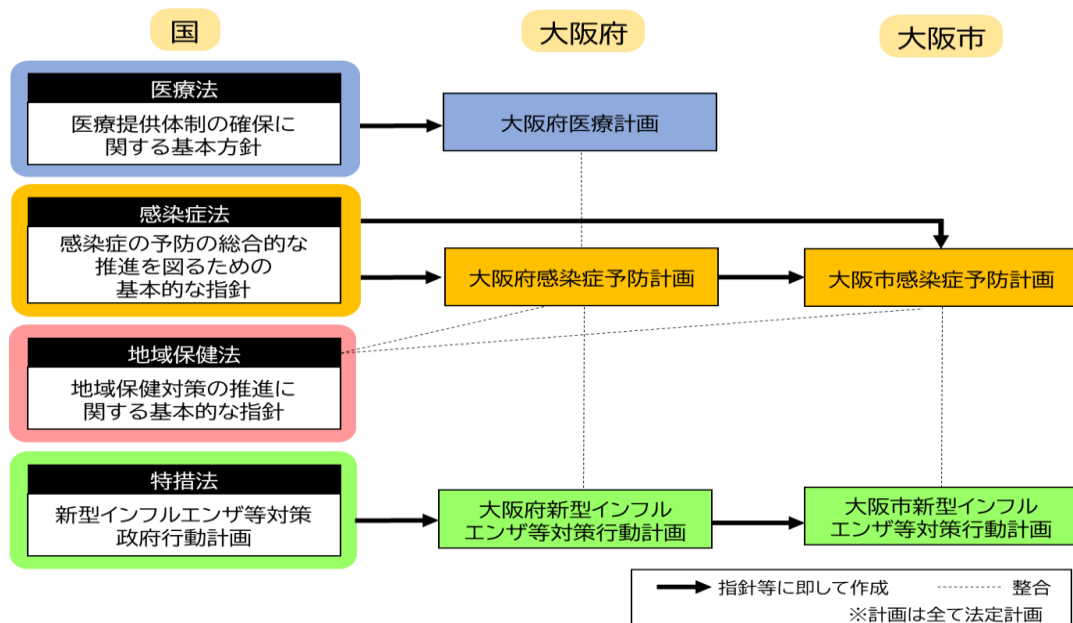 国
大阪府
大阪市
医療法
医療提供体制の確保に
関する基本方針
大阪府医療計画
感染症法
感染症の予防の総合的な
推進を図るための
基本的な指針
大阪府感染症予防計画
大阪市感染症予防計画
地域保健法
地域保健対策の推進に
関する基本的な指針
特措法
新型インフルエンザ等対策
政府行動計画
大阪府新型インフル
エンザ等対策行動計画
大阪市新型インフル
エンザ等対策行動計画
指針等に即して作成
整合
※計画は全て法定計画